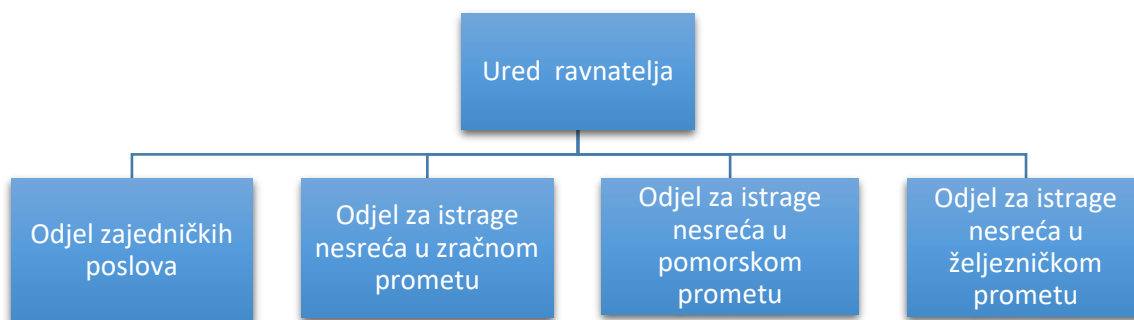 Ured ravnatelja
Odjel zajedničkih
poslova
Odjel za istrage
nesreća u zračnom
prometu
Odjel za istrage
nesreća u
pomorskom
prometu
Odjel za istrage
nesreća u
željezničkom
prometu